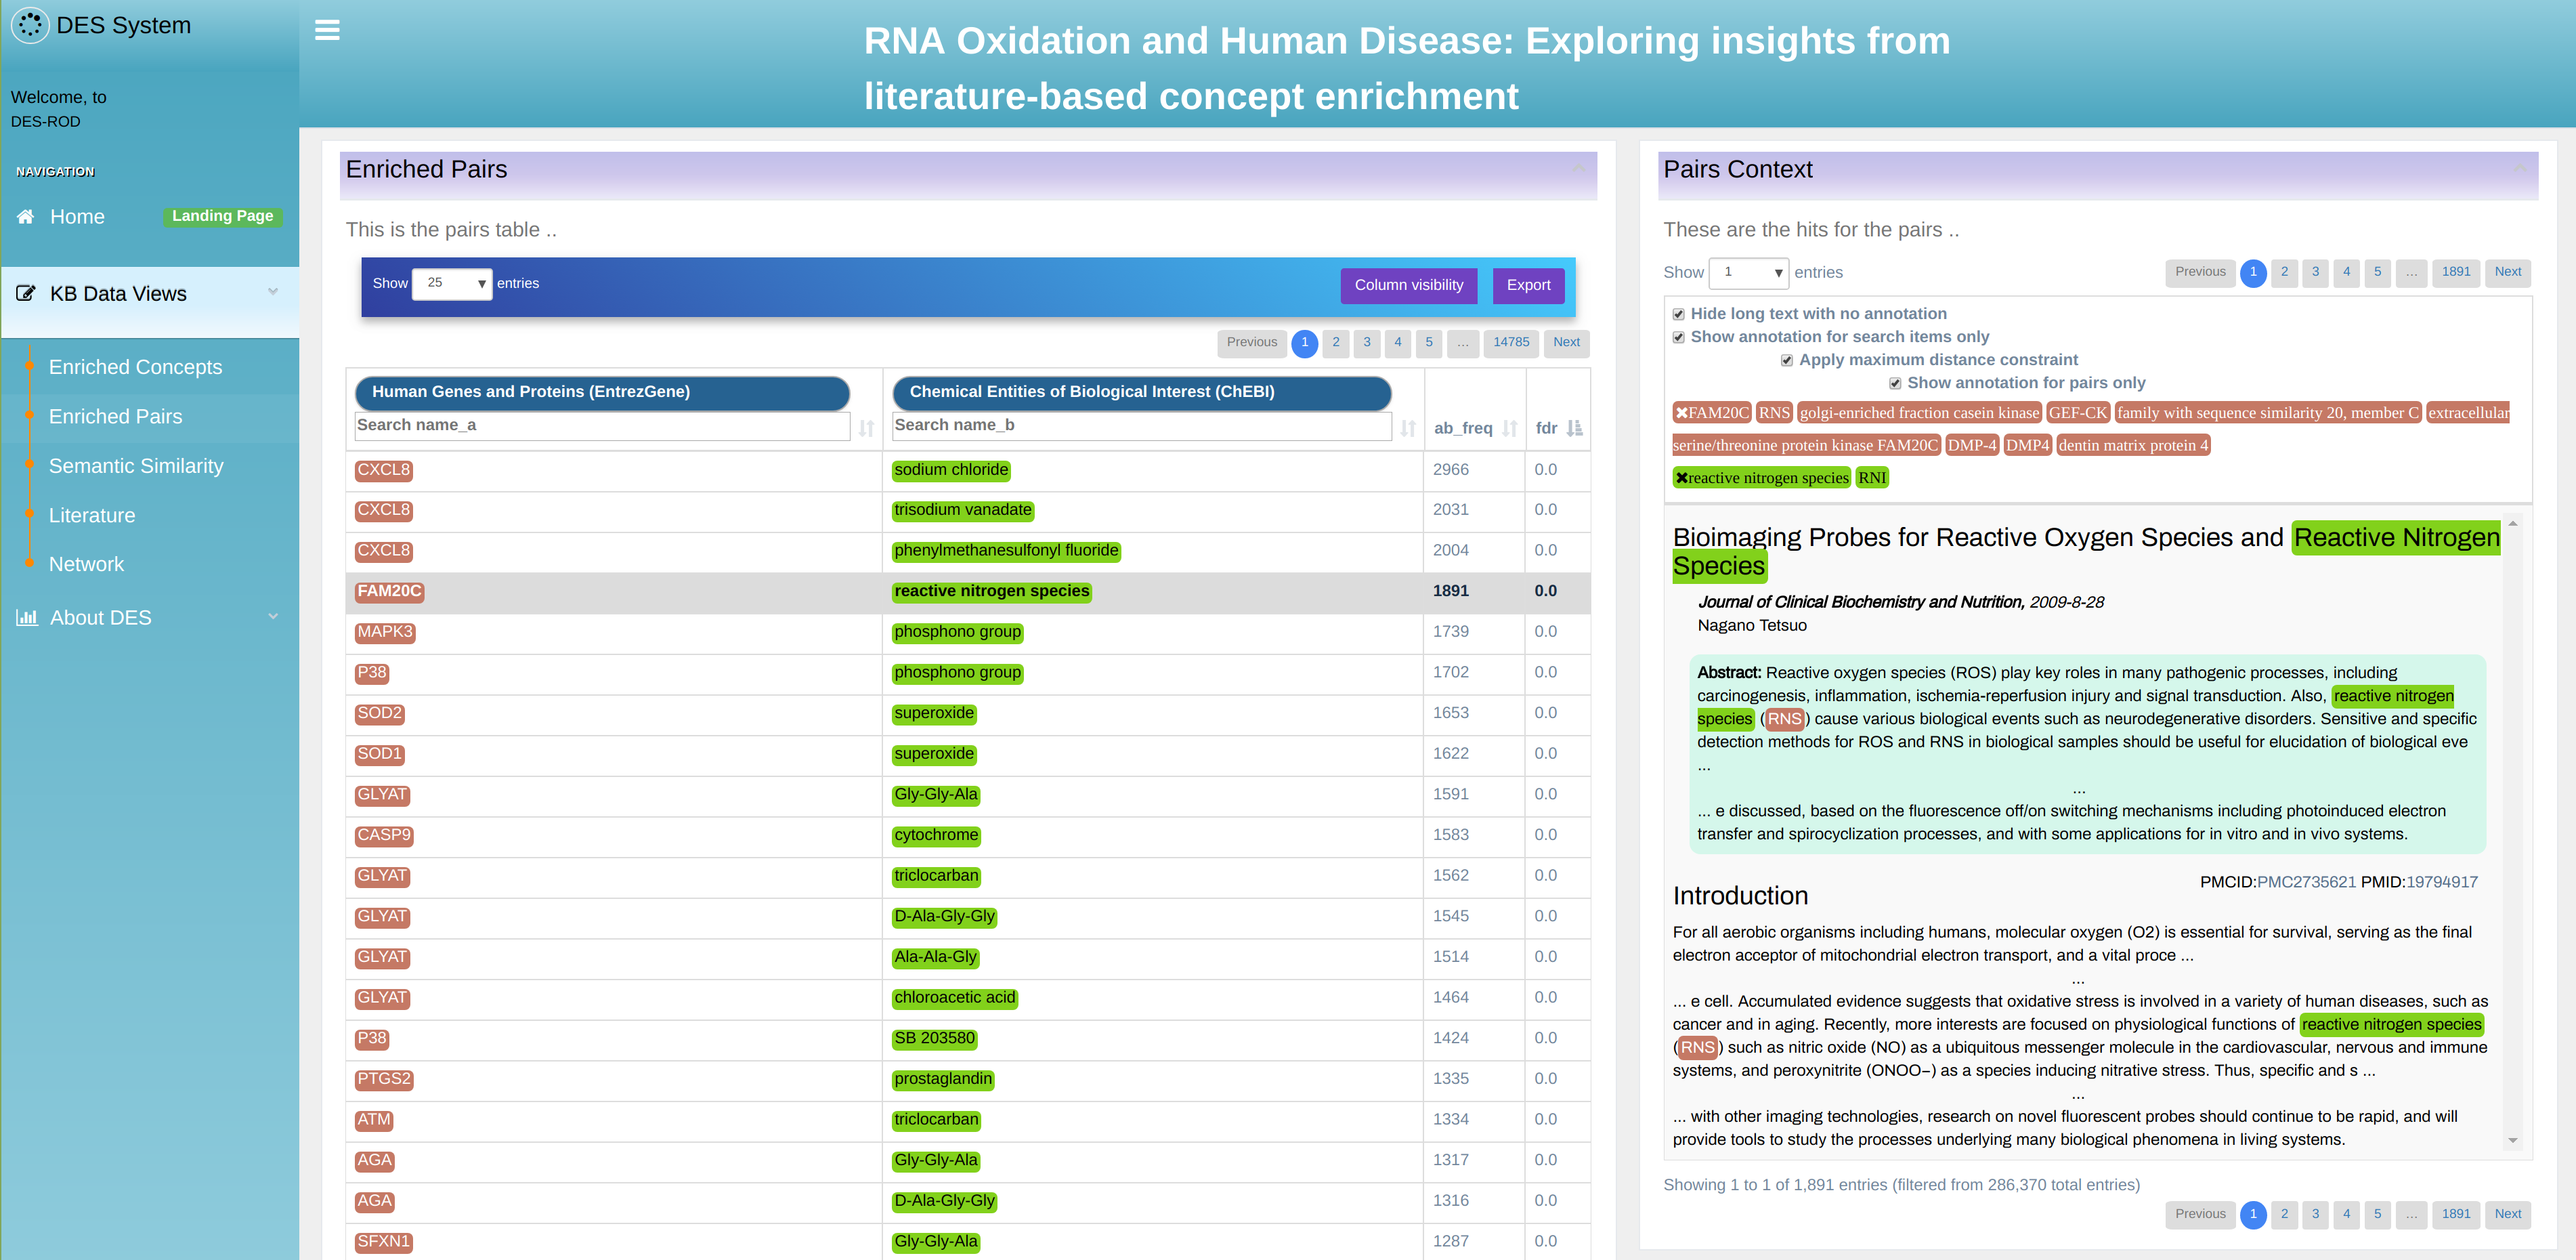 DES System
Welcome, to
DES-ROD
NAVIGATION
Home
Landing Page
KB Data Views
Enriched Concepts
Enriched Pairs
Semantic Similarity
Literature
Network
About DES
RNA Oxidation and Human Disease: Exploring insights from
literature-based concept enrichment
Enriched Pairs
This is the pairs table ..
Show 25 entries
Column visibility
Export
Previous 1 2 3 4 5 ... 14785 Next
Human Genes and Proteins (EntrezGene) Chemical Entities of Biological Interest (ChEBI)
Search name_a Search name_b ab_freq fdr
CXCL8 sodium chloride 2966 0.0
CXCL8 trisodium vanadate 2031 0.0
CXCL8 phenylmethanesulfonyl fluoride 2004 0.0
FAM20C reactive nitrogen species 1891 0.0
MAPK3 phosphono group 1739 0.0
P38 phosphono group 1702 0.0
SOD2 superoxide 1653 0.0
SOD1 superoxide 1622 0.0
GLYAT Gly-Gly-Ala 1591 0.0
CASP9 cytochrome 1583 0.0
GLYAT triclocarban 1562 0.0
GLYAT D-Ala-Gly-Gly 1545 0.0
GLYAT Ala-Ala-Gly 1514 0.0
GLYAT chloroacetic acid 1464 0.0
P38 SB 203580 1424 0.0
PTGS2 prostaglandin 1335 0.0
ATM triclocarban 1334 0.0
AGA Gly-Gly-Ala 1317 0.0
AGA D-Ala-Gly-Gly 1316 0.0
SFXN1 Gly-Gly-Ala 1287 0.0
Pairs Context
These are the hits for the pairs ..
Show 1 entries
Previous 1 2 3 4 5 ... 1891 Next
Hide long text with no annotation
Show annotation for search items only
Apply maximum distance constraint
Show annotation for pairs only
FAM20C RNS golgi-enriched fraction casein kinase GEF-CK family with sequence similarity 20, member C extracellular
serine/threonine protein kinase FAM20C DMP-4 DMP4 dentin matrix protein 4
reactive nitrogen species RNI
Bioimaging Probes for Reactive Oxygen Species and Reactive Nitrogen
Species
Journal of Clinical Biochemistry and Nutrition, 2009-8-28
Nagano Tetsuo
Abstract: Reactive oxygen species (ROS) play key roles in many pathogenic processes, including
carcinogenesis, inflammation, ischemia-reperfusion injury and signal transduction. Also, reactive nitrogen
species (RNS) cause various biological events such as neurodegenerative disorders. Sensitive and specific
detection methods for ROS and RNS in biological samples should be useful for elucidation of biological eve
...
...
... e discussed, based on the fluorescence off/on switching mechanisms including photoinduced electron
transfer and spirocyclization processes, and with some applications for in vitro and in vivo systems.
PMCID:PMC2735621 PMID:19794917
Introduction
For all aerobic organisms including humans, molecular oxygen (O2) is essential for survival, serving as the final
electron acceptor of mitochondrial electron transport, and a vital proce ...
...
... e cell. Accumulated evidence suggests that oxidative stress is involved in a variety of human diseases, such as
cancer and in aging. Recently, more interests are focused on physiological functions of reactive nitrogen species
(RNS) such as nitric oxide (NO) as a ubiquitous messenger molecule in the cardiovascular, nervous and immune
systems, and peroxynitrite (ONOO−) as a species inducing nitrative stress. Thus, specific and s ...
...
... with other imaging technologies, research on novel fluorescent probes should continue to be rapid, and will
provide tools to study the processes underlying many biological phenomena in living systems.
Showing 1 to 1 of 1,891 entries (filtered from 286,370 total entries)
Previous 1 2 3 4 5 ... 1891 Next